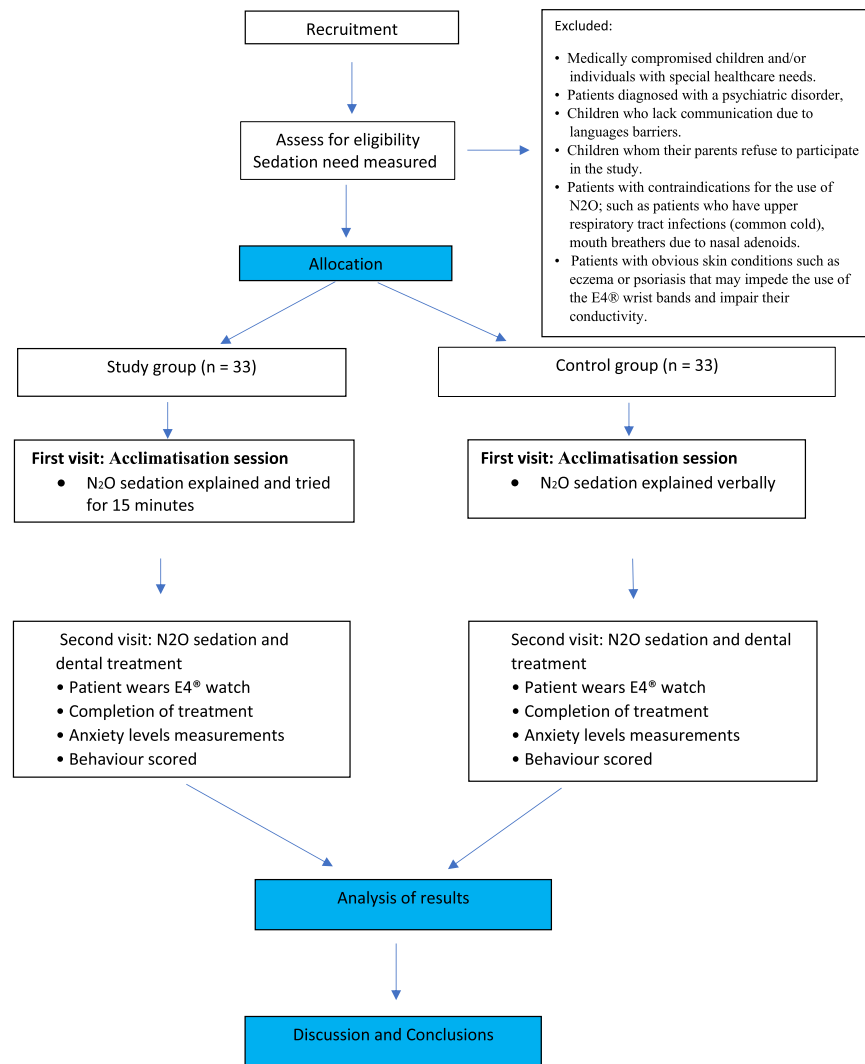 Recruitment
Excluded:
• Medically compromised children and/or
individuals with special healthcare needs.
• Patients diagnosed with a psychiatric disorder,
• Children who lack communication due to
languages barriers.
• Children whom their parents refuse to participate
in the study.
• Patients with contraindications for the use of
N2O; such as patients who have upper
respiratory tract infections (common cold),
mouth breathers due to nasal adenoids.
• Patients with obvious skin conditions such as
eczema or psoriasis that may impede the use of
the E4® wrist bands and impair their
conductivity.
Assess for eligibility
Sedation need measured
Allocation
Study group (n = 33)
Control group (n = 33)
First visit: Acclimatisation session
● N₂O sedation explained and tried
for 15 minutes
First visit: Acclimatisation session
● N₂O sedation explained verbally
Second visit: N2O sedation and
dental treatment
• Patient wears E4® watch
• Completion of treatment
• Anxiety levels measurements
• Behaviour scored
Second visit: N2O sedation and dental
treatment
• Patient wears E4® watch
• Completion of treatment
• Anxiety levels measurements
• Behaviour scored
Analysis of results
Discussion and Conclusions